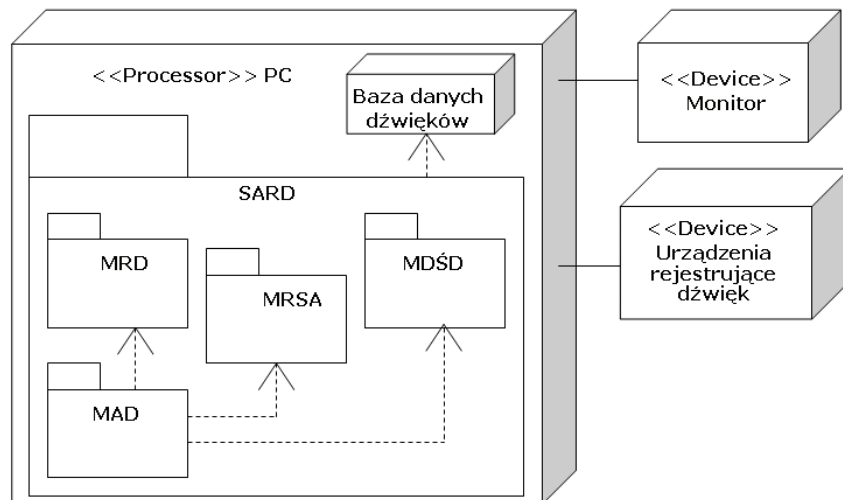 <<Processor>> PC
Baza danych
dźwięków
<<Device>>
Monitor
SARD
<<Device>>
Urządzenia
rejestrujące
dźwięk
MRD
MRSA
MDŚD
MAD